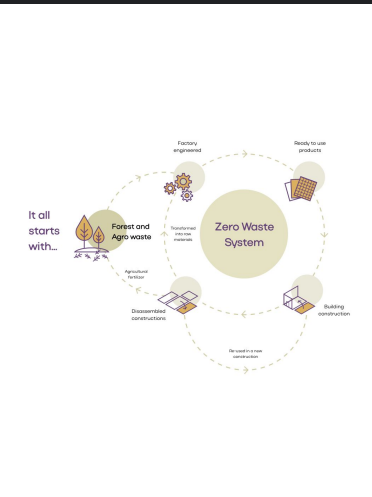 It all
starts
with...
Forest and
Agro waste
Factory
engineered
Ready to use
products
Transformed
into raw
materials
Zero Waste
System
Agricultural
fertilizer
Disassembled
constructions
Building
construction
Re-used in a new
construction